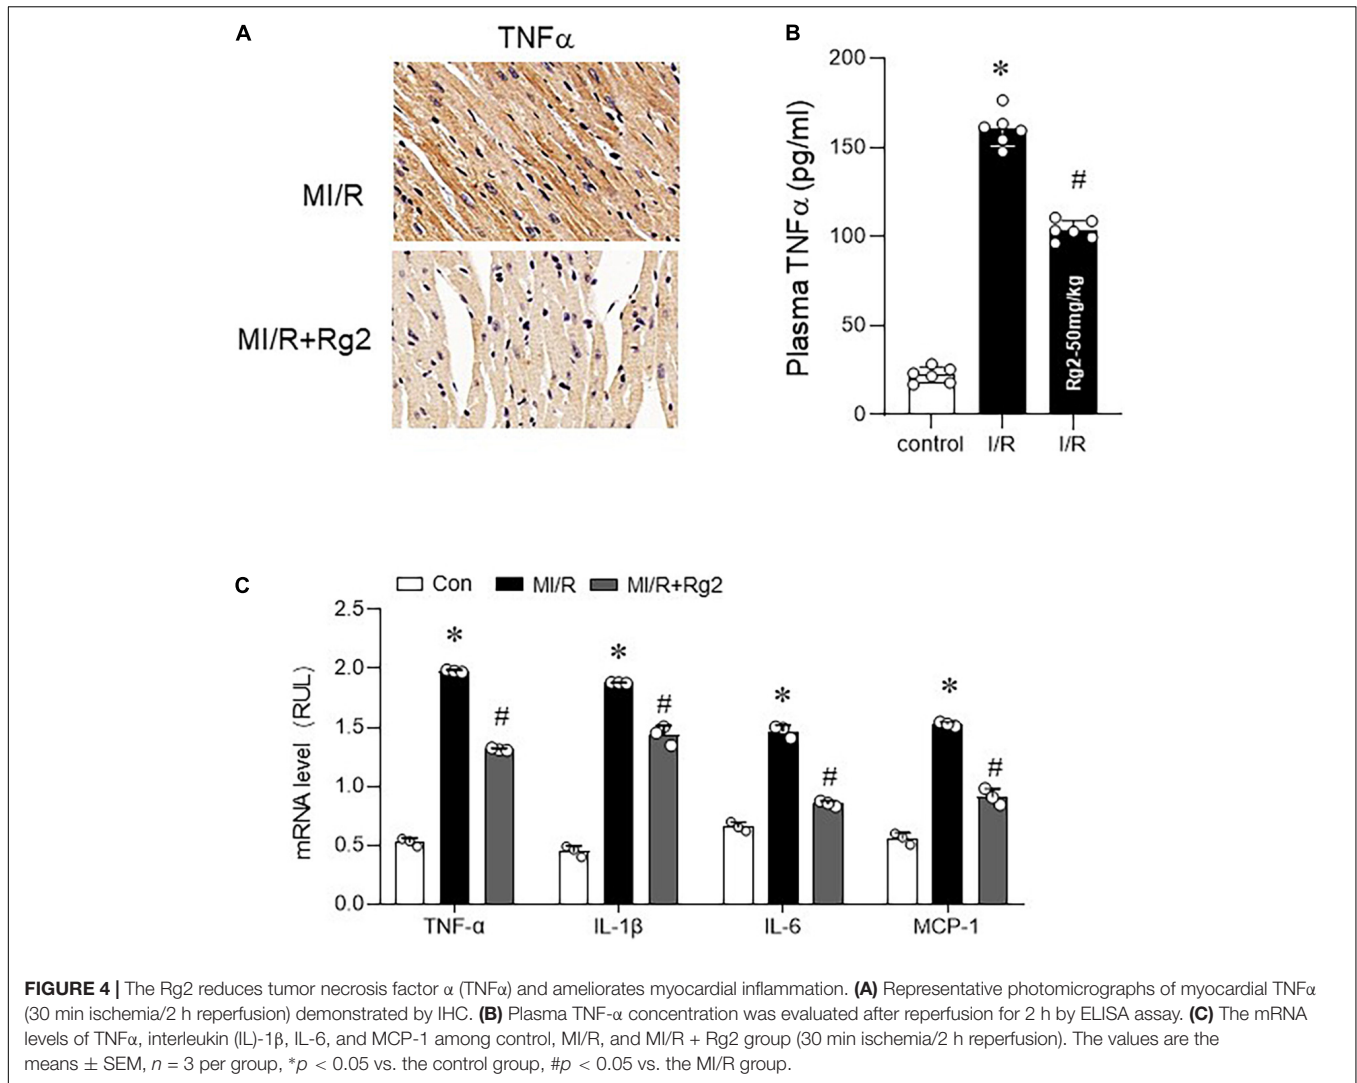 A
TNFα
MI/R
MI/R+Rg2
B
Plasma TNFα (pg/ml)
200
150
100
50
0
*
#
Rg2-50mg/kg
control I/R I/R
C
Con MI/R MI/R+Rg2
mRNA level (RUL)
2.5
2.0
1.5
1.0
0.5
0.0
* # * # * # * #
TNF-α IL-1β IL-6 MCP-1
FIGURE 4 | The Rg2 reduces tumor necrosis factor α (TNFα) and ameliorates myocardial inflammation. (A) Representative photomicrographs of myocardial TNFα
(30 min ischemia/2 h reperfusion) demonstrated by IHC. (B) Plasma TNF-α concentration was evaluated after reperfusion for 2 h by ELISA assay. (C) The mRNA
levels of TNFα, interleukin (IL)-1β, IL-6, and MCP-1 among control, MI/R, and MI/R + Rg2 group (30 min ischemia/2 h reperfusion). The values are the
means ± SEM, n = 3 per group, *p < 0.05 vs. the control group, #p < 0.05 vs. the MI/R group.